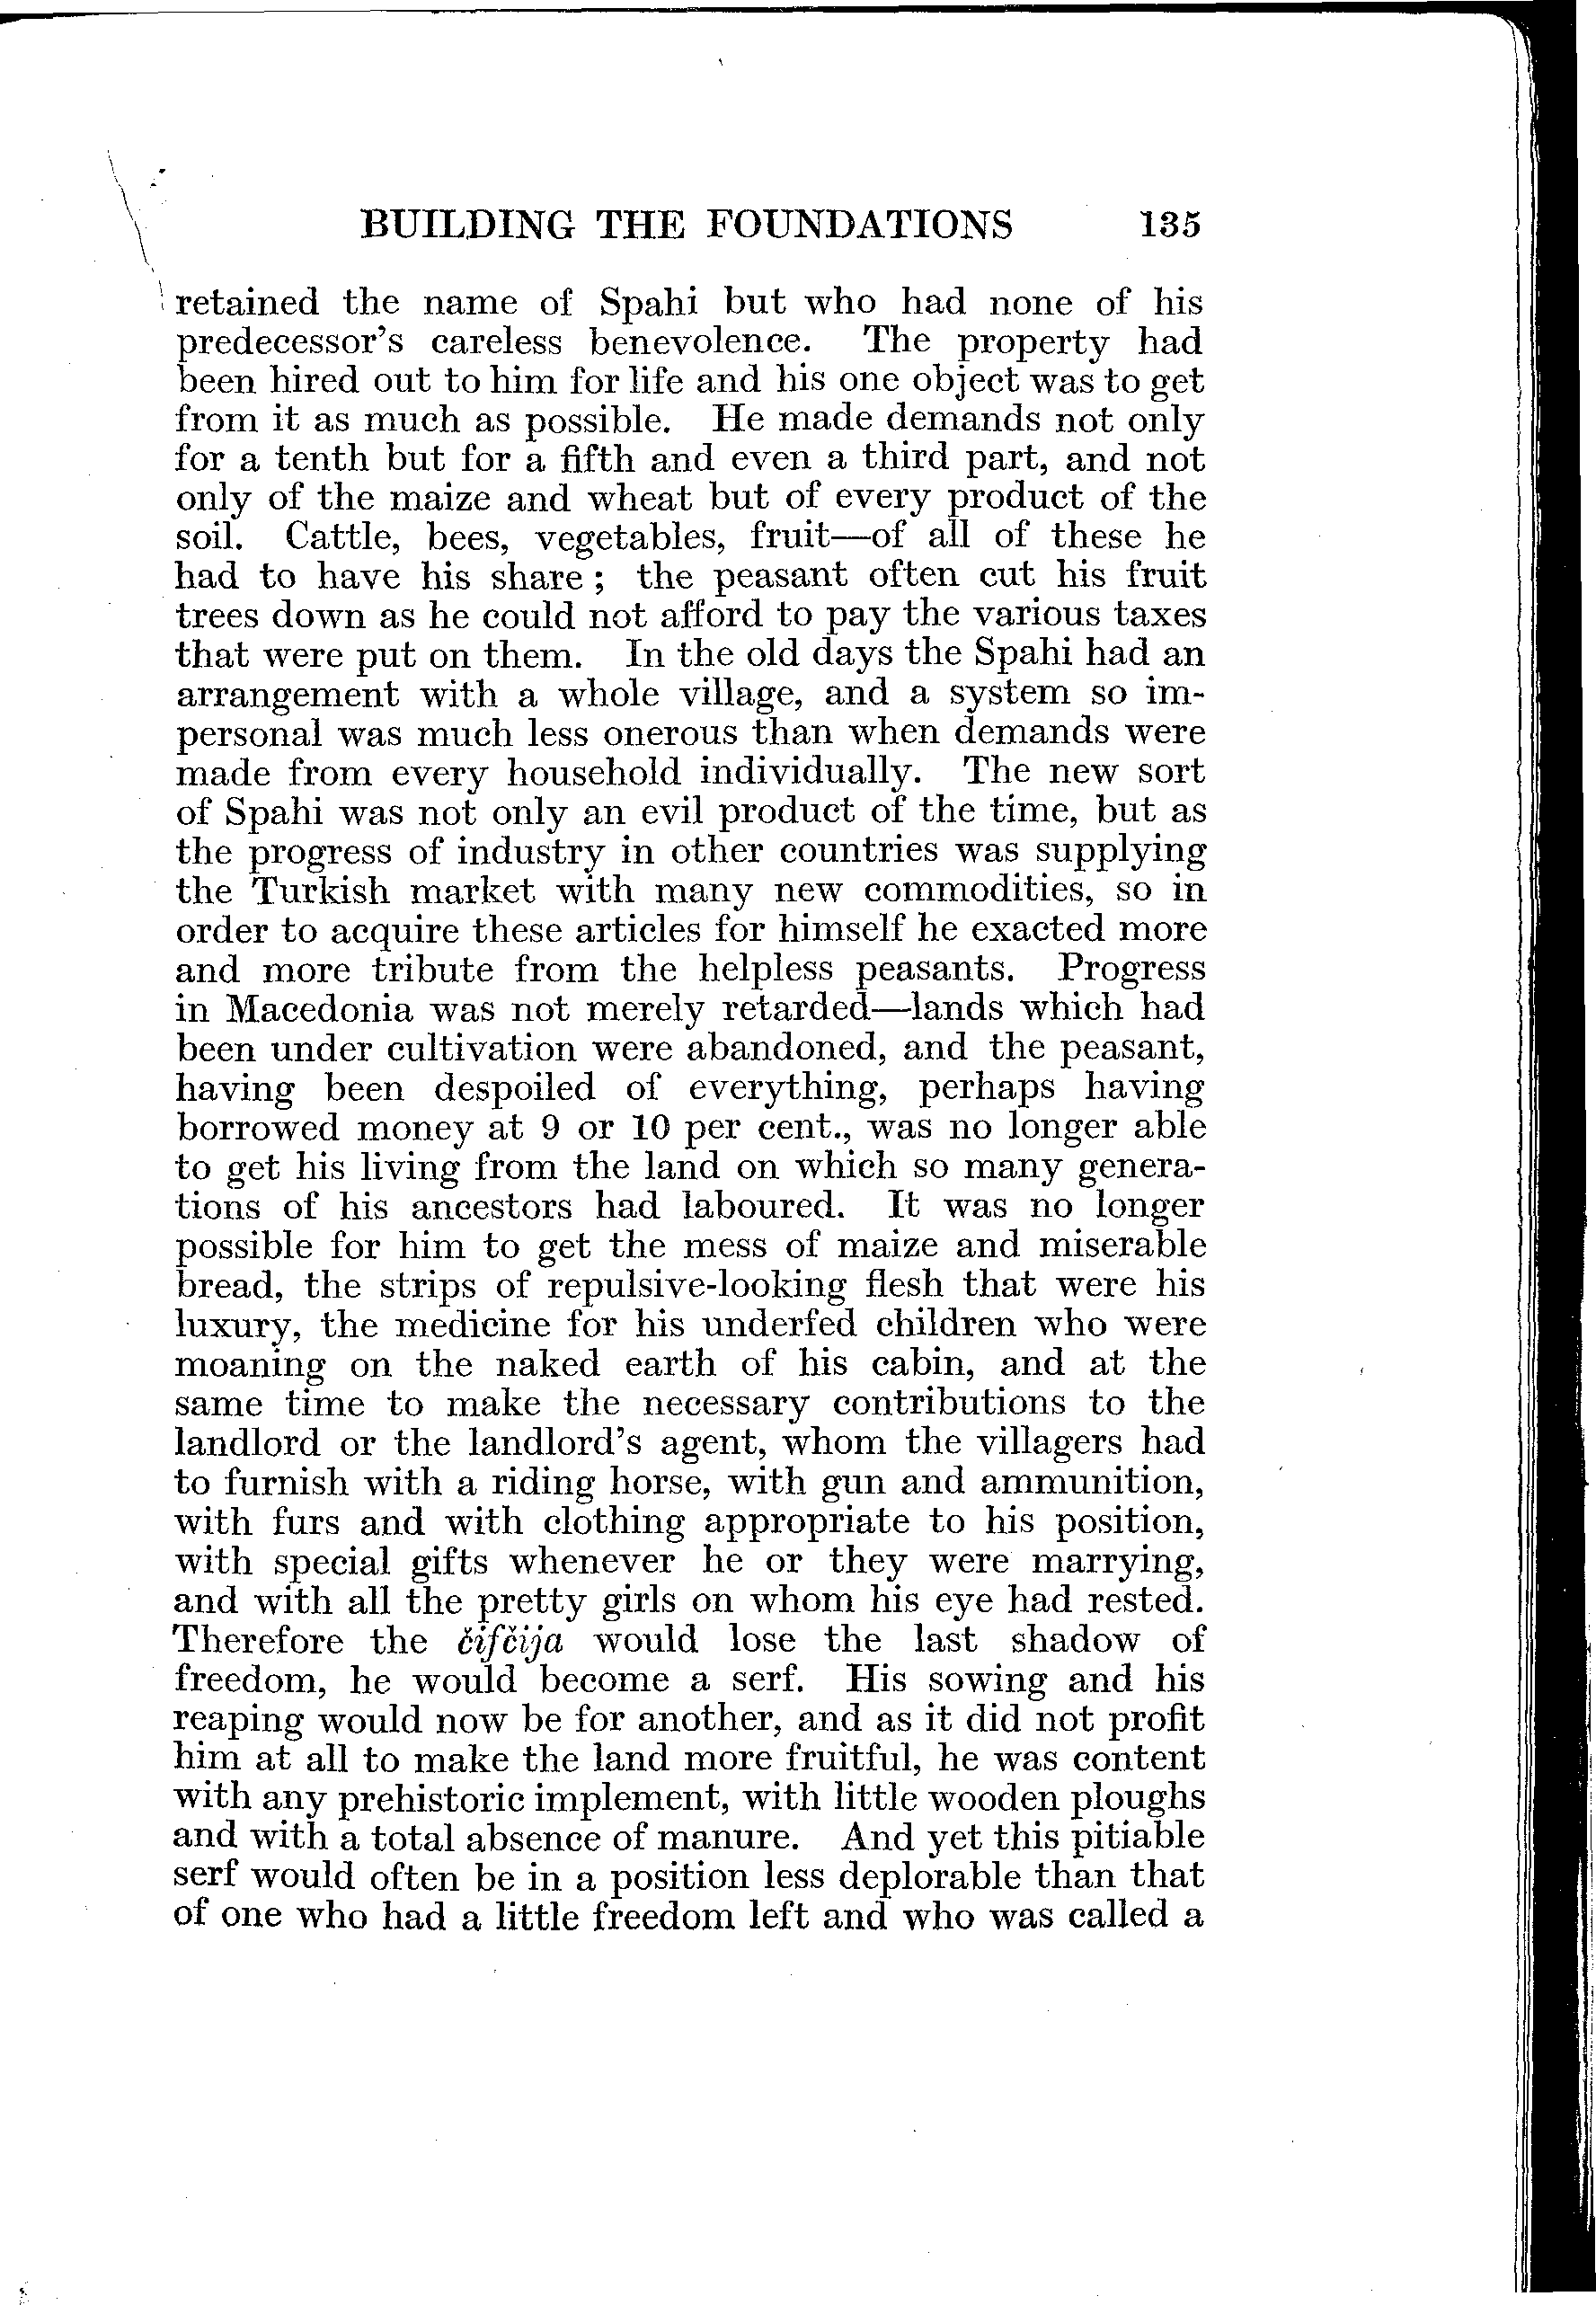 BUILDING THE FOUNDATIONS 135
retained the name of Spahi but who had none of his
predecessor's careless benevolence. The property had
been hired out to him for life and his one object was to get
from it as much as possible. He made demands not only
for a tenth but for a fifth and even a third part, and not
only of the maize and wheat but of every product of the
soil. Cattle, bees, vegetables, fruit—of all of these he
had to have his share ; the peasant often cut his fruit
trees down as he could not afford to pay the various taxes
that were put on them. In the old days the Spahi had an
arrangement with a whole village, and a system so im-
personal was much less onerous than when demands were
made from every household individually. The new sort
of Spahi was not only an evil product of the time, but as
the progress of industry in other countries was supplying
the Turkish market with many new commodities, so in
order to acquire these articles for himself he exacted more
and more tribute from the helpless peasants. Progress
in Macedonia was not merely retarded—lands which had
been under cultivation were abandoned, and the peasant,
having been despoiled of everything, perhaps having
borrowed money at 9 or 10 per cent., was no longer able
to get his living from the land on which so many genera-
tions of his ancestors had laboured. It was no longer
possible for him to get the mess of maize and miserable
bread, the strips of repulsive-looking flesh that were his
luxury, the medicine for his underfed children who were
moaning on the naked earth of his cabin, and at the
same time to make the necessary contributions to the
landlord or the landlord's agent, whom the villagers had
to furnish with a riding horse, with gun and ammunition,
with furs and with clothing appropriate to his position,
with special gifts whenever he or they were marrying,
and with all the pretty girls on whom his eye had rested.
Therefore the čifčija would lose the last shadow of
freedom, he would become a serf. His sowing and his
reaping would now be for another, and as it did not profit
him at all to make the land more fruitful, he was content
with any prehistoric implement, with little wooden ploughs
and with a total absence of manure. And yet this pitiable
serf would often be in a position less deplorable than that
of one who had a little freedom left and who was called a